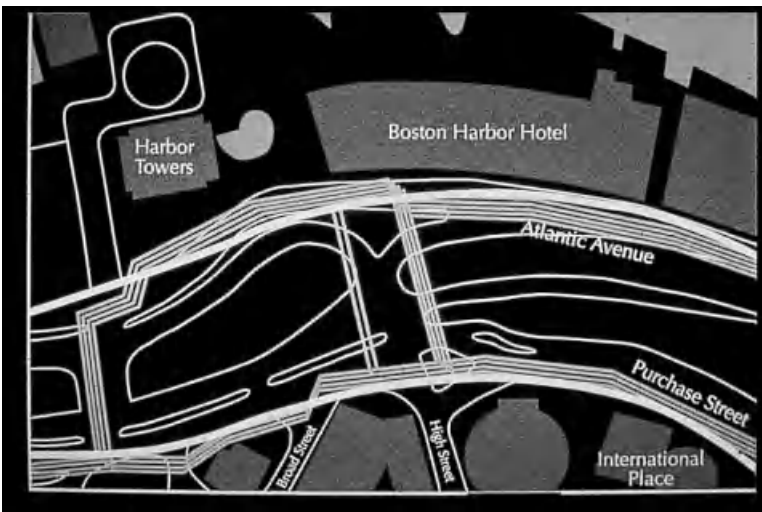 Boston Harbor Hotel
Harbor
Towers
Atlantic Avenue
Purchase Street
Broad Street
High Street
International
Place